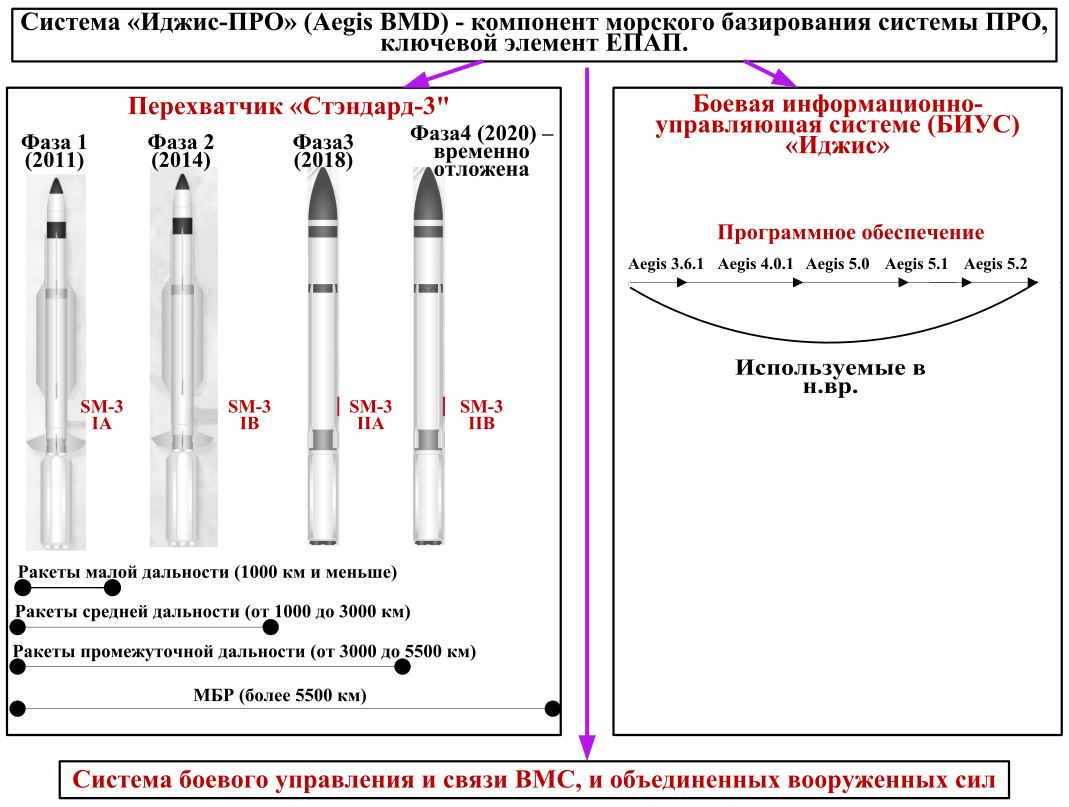 Система «Иджис-ПРО» (Aegis BMD) - компонент морского базирования системы ПРО,
ключевой элемент ЕПАП.
Перехватчик «Стэндард-3"
Фаза 1
(2011)
Фаза 2
(2014)
Фаза3
(2018)
Фаза4 (2020) –
временно
отложена
SM-3
IA
SM-3
IB
SM-3
IIA
SM-3
IIB
Ракеты малой дальности (1000 км и меньше)
Ракеты средней дальности (от 1000 до 3000 км)
Ракеты промежуточной дальности (от 3000 до 5500 км)
МБР (более 5500 км)
Боевая информационно-
управляющая системе (БИУС)
«Иджис»
Программное обеспечение
Aegis 3.6.1 Aegis 4.0.1 Aegis 5.0 Aegis 5.1 Aegis 5.2
Используемые в
н.вр.
Система боевого управления и связи ВМС, и объединенных вооруженных сил